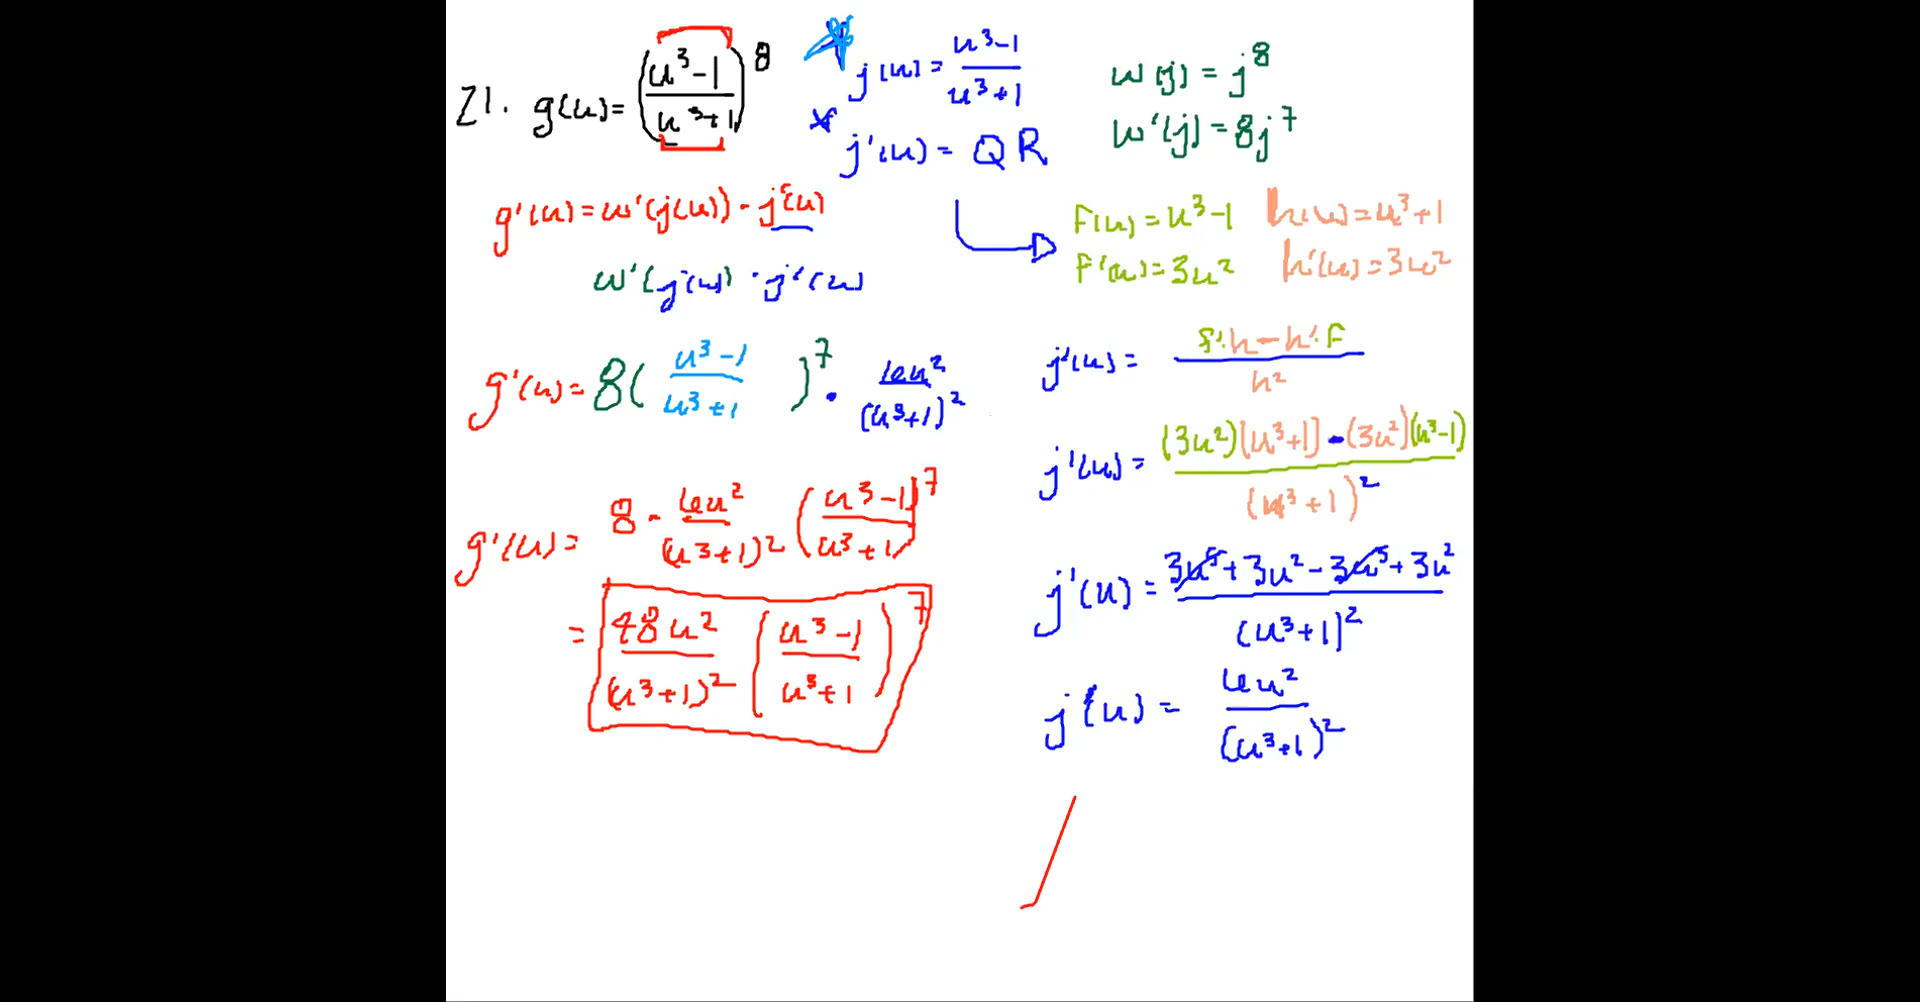 21. g(u) = ((u³-1)/(u³+1))⁸
j(u) = (u³-1)/(u³+1)
j'(u) = QR
w(j) = j⁸
w'(j) = 8j⁷
g'(u) = w'(j(u)) · j'(u)
w'(j(u)) · j'(u)
F(u) = u³-1
F'(u) = 3u²
h(u) = u³+1
h'(u) = 3u²
g'(u) = 8((u³-1)/(u³+1))⁷ · 6u²/(u³+1)²
g'(u) = 8 · 6u²/(u³+1)² ((u³-1)/(u³+1))⁷
= 48u²/(u³+1)² ((u³-1)/(u³+1))⁷
j'(u) = (f'·h - h'·F)/h²
j'(u) = ((3u²)(u³+1) - (3u²)(u³-1))/(u³+1)²
j'(u) = (3u⁵ + 3u² - 3u⁵ + 3u²)/(u³+1)²
j'(u) = 6u²/(u³+1)²